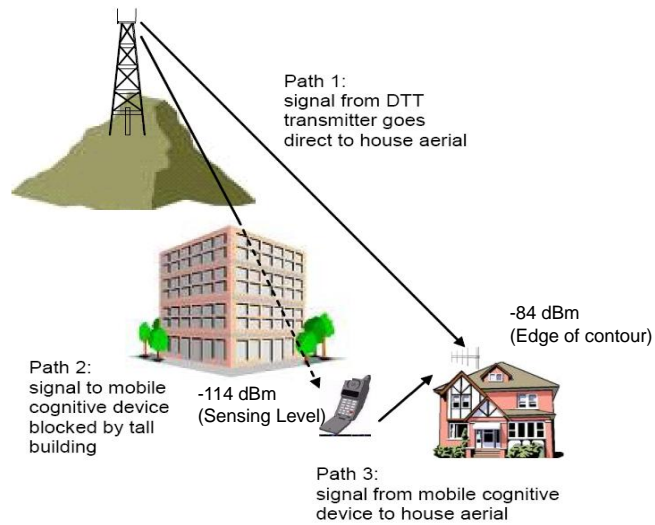 Path 1:
signal from DTT
transmitter goes
direct to house aerial
-84 dBm
(Edge of contour)
Path 2:
signal to mobile
cognitive device
blocked by tall
building
-114 dBm
(Sensing Level)
Path 3:
signal from mobile cognitive
device to house aerial